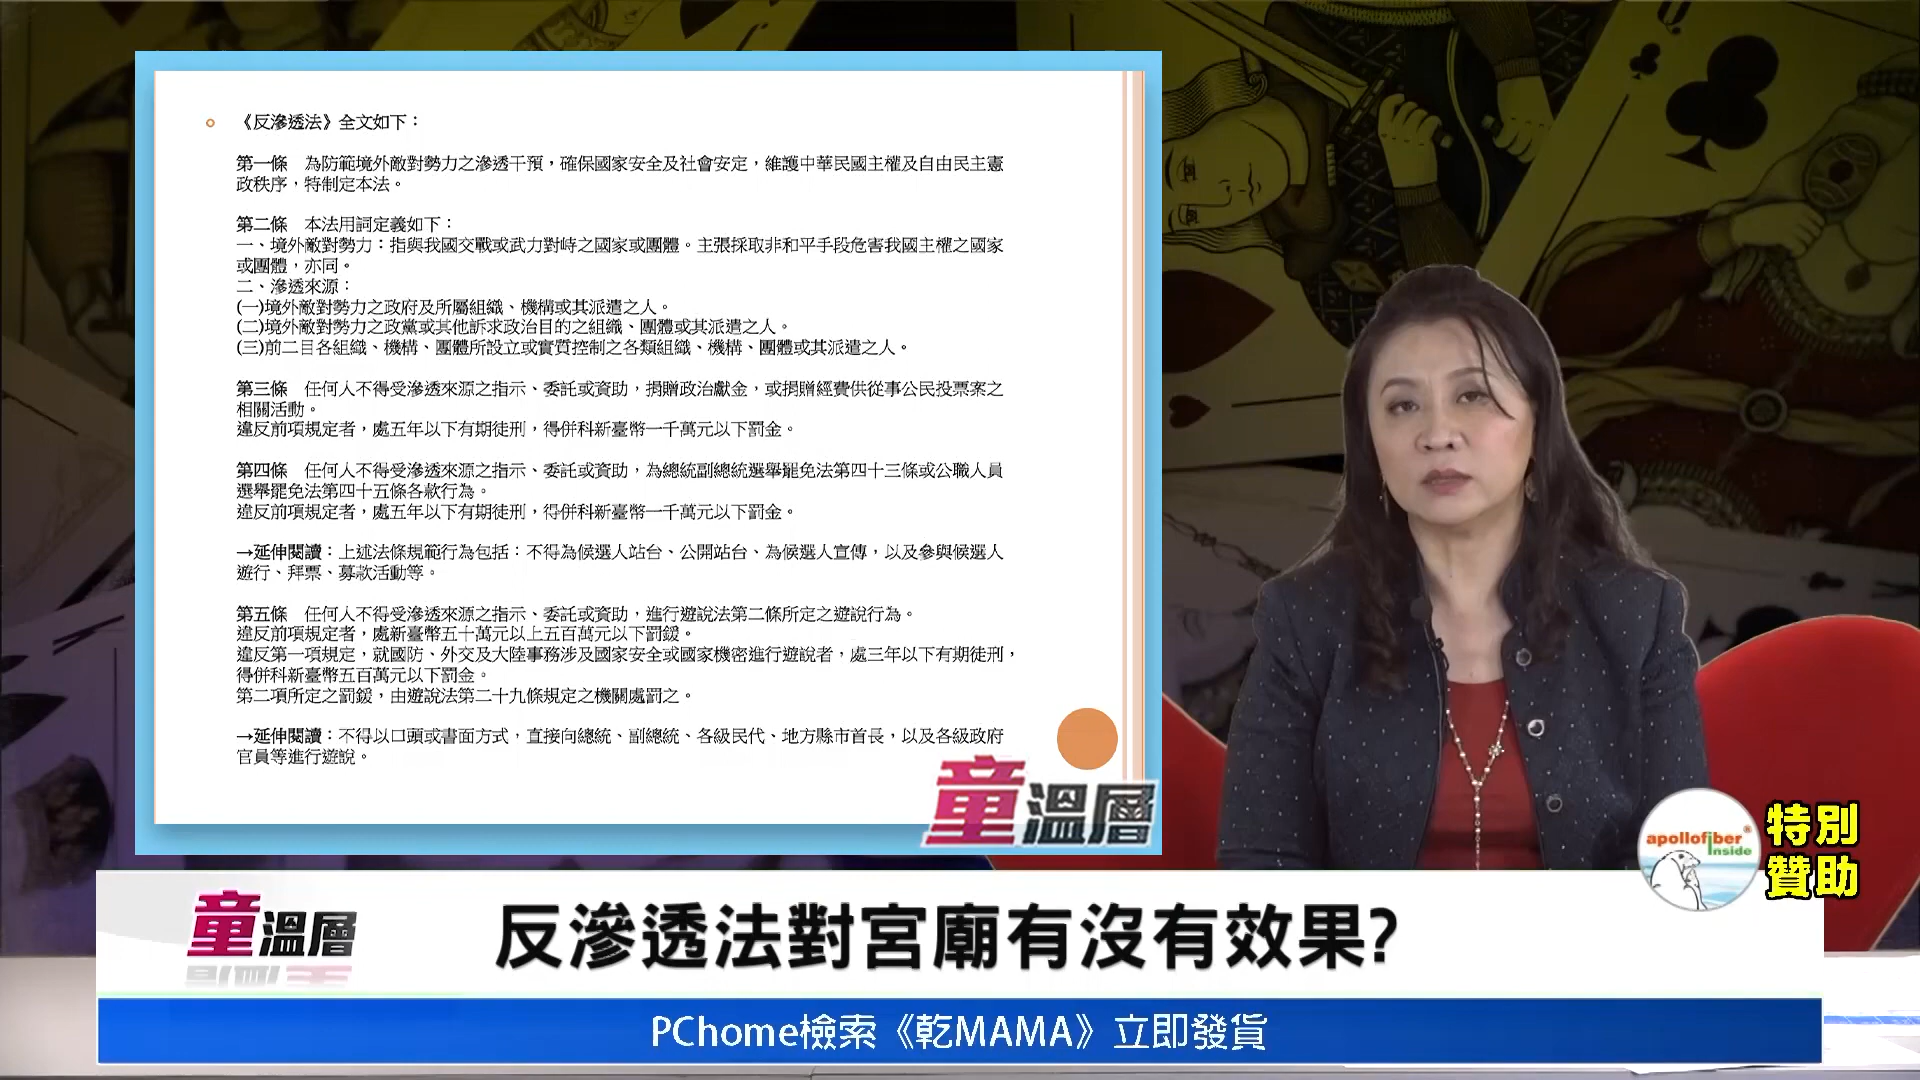 《反滲透法》全文如下：
第一條　為防範境外敵對勢力之滲透干預，確保國家安全及社會安定，維護中華民國主權及自由民主憲
政秩序，特制定本法。
第二條　本法用詞定義如下：
一、境外敵對勢力：指與我國交戰或武力對峙之國家或團體。主張採取非和平手段危害我國主權之國家
或團體，亦同。
二、滲透來源：
(一)境外敵對勢力之政府及所屬組織、機構或其派遣之人。
(二)境外敵對勢力之政黨或其他訴求政治目的之組織、團體或其派遣之人。
(三)前二目各組織、機構、團體所設立或實質控制之各類組織、機構、團體或其派遣之人。
第三條　任何人不得受滲透來源之指示、委託或資助，捐贈政治獻金，或捐贈經費供從事公民投票案之
相關活動。
違反前項規定者，處五年以下有期徒刑，得併科新臺幣一千萬元以下罰金。
第四條　任何人不得受滲透來源之指示、委託或資助，為總統副總統選舉罷免法第四十三條或公職人員
選舉罷免法第四十五條各款行為。
違反前項規定者，處五年以下有期徒刑，得併科新臺幣一千萬元以下罰金。
→延伸閱讀：上述法條規範行為包括：不得為候選人站台、公開站台、為候選人宣傳，以及參與候選人
遊行、拜票、募款活動等。
第五條　任何人不得受滲透來源之指示、委託或資助，進行遊說法第二條所定之遊說行為。
違反前項規定者，處新臺幣五十萬元以上五百萬元以下罰鍰。
違反第一項規定，就國防、外交及大陸事務涉及國家安全或國家機密進行遊說者，處三年以下有期徒刑，
得併科新臺幣五百萬元以下罰金。
第二項所定之罰鍰，由遊說法第二十九條規定之機關處罰之。
→延伸閱讀：不得以口頭或書面方式，直接向總統、副總統、各級民代、地方縣市首長，以及各級政府
官員等進行遊說。
童溫層
apollofiber®
inside
特別
贊助
童溫層
反滲透法對宮廟有沒有效果?
PChome檢索《乾MAMA》立即發貨